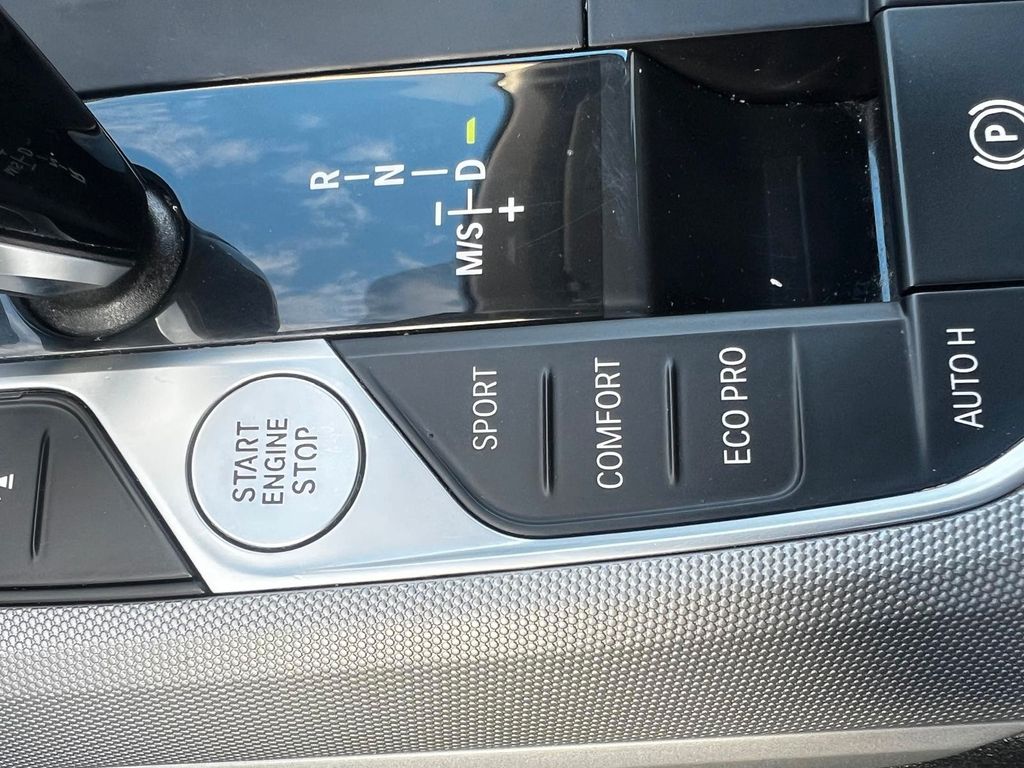 R
N
D
M/S
+
START
ENGINE
STOP
SPORT
COMFORT
ECO PRO
AUTO H
P